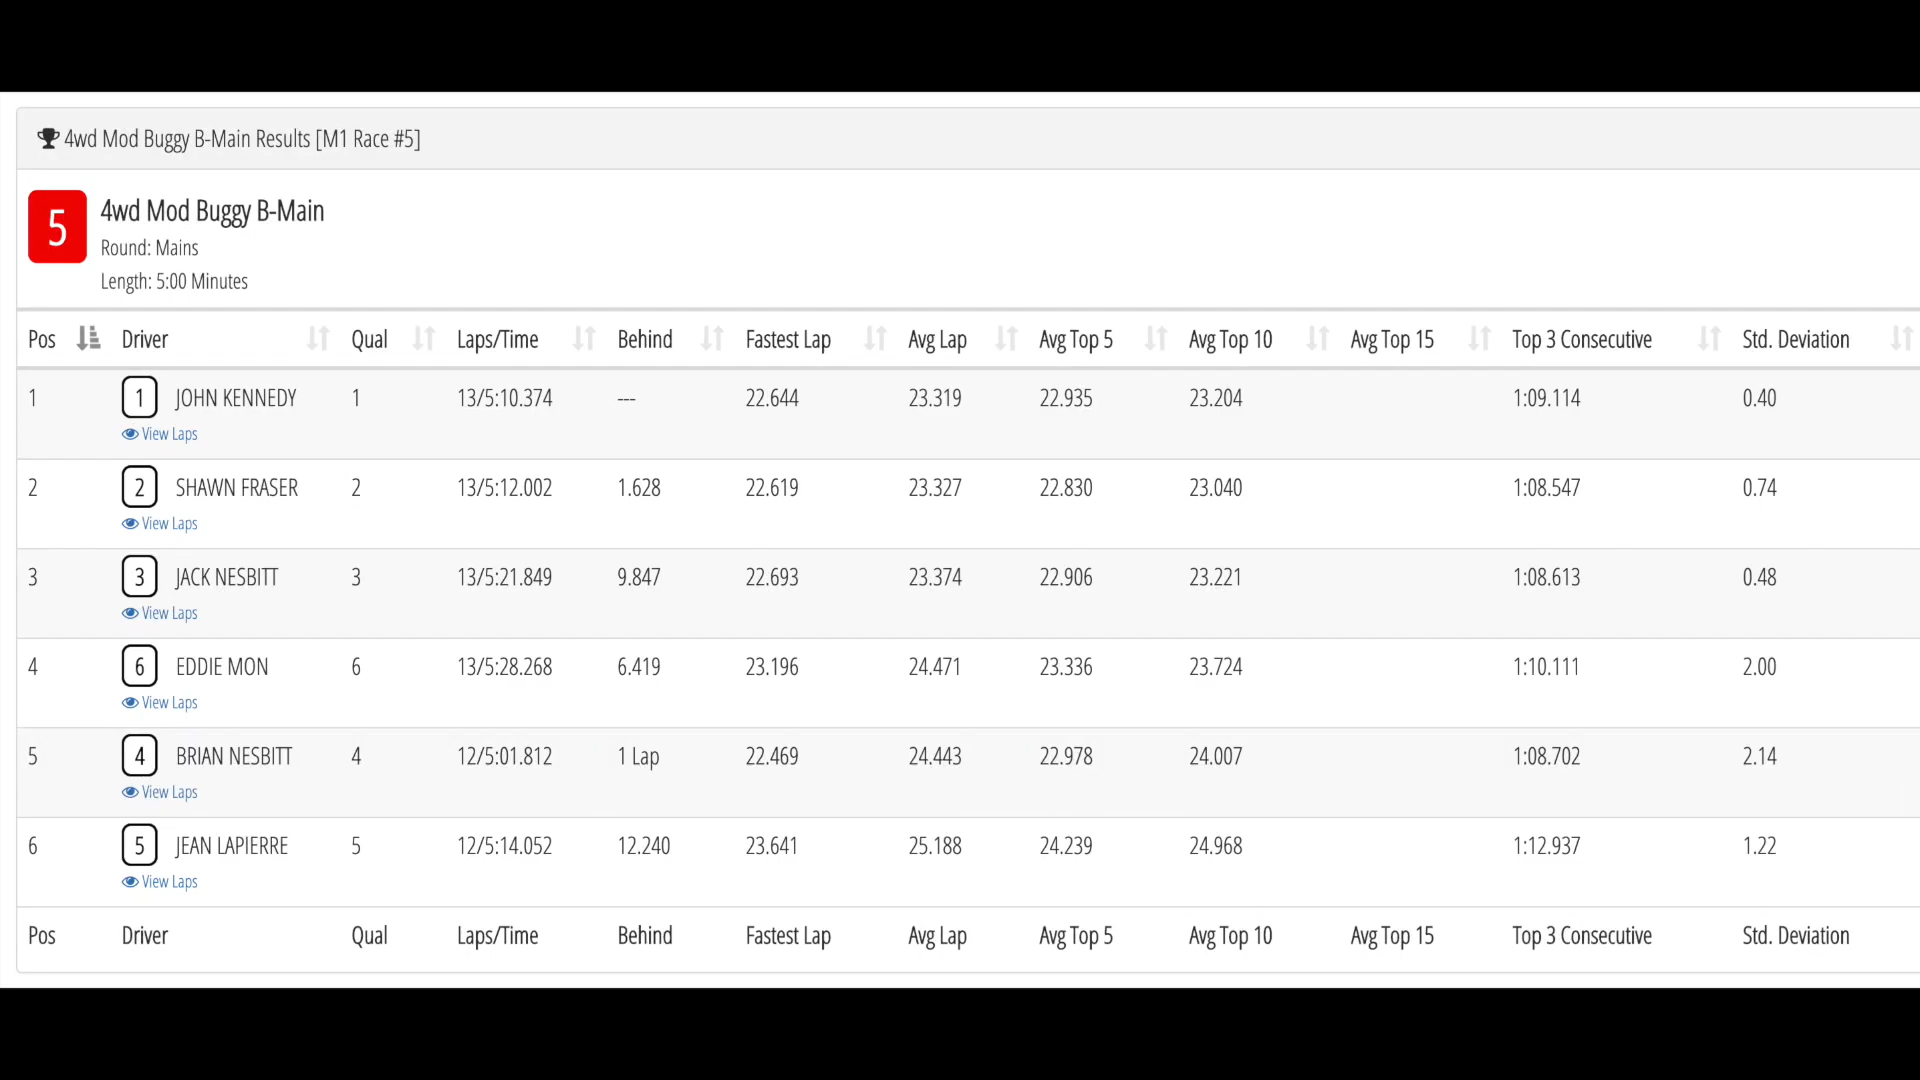 4wd Mod Buggy B-Main Results [M1 Race #5]
5
4wd Mod Buggy B-Main
Round: Mains
Length: 5:00 Minutes
Pos Driver Qual Laps/Time Behind Fastest Lap Avg Lap Avg Top 5 Avg Top 10 Avg Top 15 Top 3 Consecutive Std. Deviation
1 1 JOHN KENNEDY 1 13/5:10.374 --- 22.644 23.319 22.935 23.204 1:09.114 0.40
View Laps
2 2 SHAWN FRASER 2 13/5:12.002 1.628 22.619 23.327 22.830 23.040 1:08.547 0.74
View Laps
3 3 JACK NESBITT 3 13/5:21.849 9.847 22.693 23.374 22.906 23.221 1:08.613 0.48
View Laps
4 6 EDDIE MON 6 13/5:28.268 6.419 23.196 24.471 23.336 23.724 1:10.111 2.00
View Laps
5 4 BRIAN NESBITT 4 12/5:01.812 1 Lap 22.469 24.443 22.978 24.007 1:08.702 2.14
View Laps
6 5 JEAN LAPIERRE 5 12/5:14.052 12.240 23.641 25.188 24.239 24.968 1:12.937 1.22
View Laps
Pos Driver Qual Laps/Time Behind Fastest Lap Avg Lap Avg Top 5 Avg Top 10 Avg Top 15 Top 3 Consecutive Std. Deviation